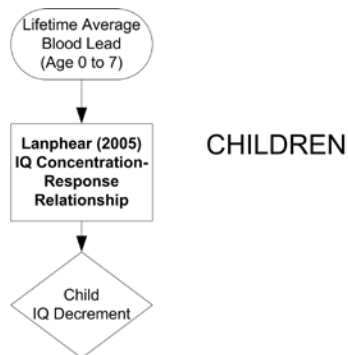 Lifetime Average
Blood Lead
(Age 0 to 7)
Lanphear (2005)
IQ Concentration-
Response
Relationship
CHILDREN
Child
IQ Decrement